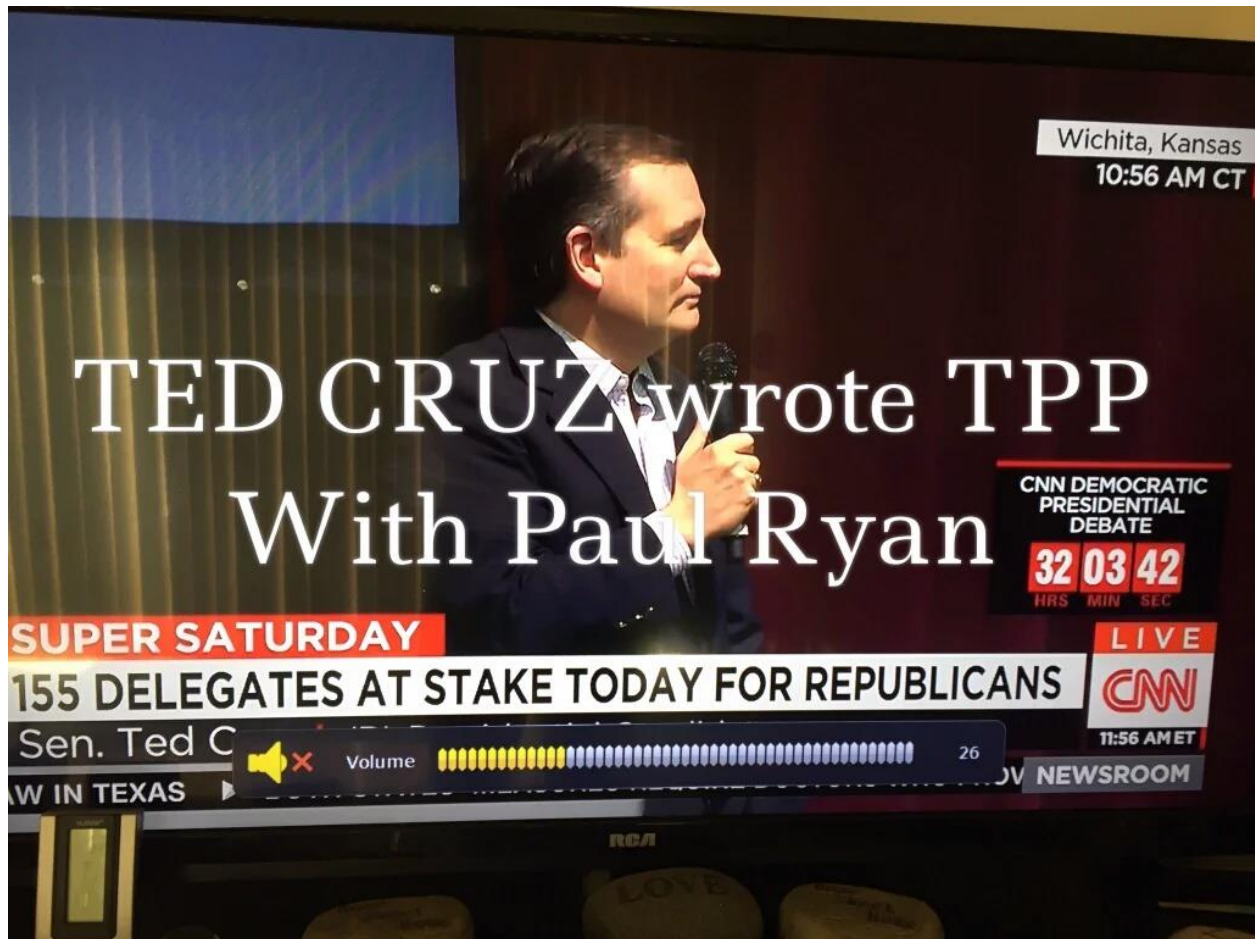 Wichita, Kansas
10:56 AM CT
TED CRUZ wrote TPP
With Paul Ryan
CNN DEMOCRATIC
PRESIDENTIAL
DEBATE
32 03 42
HRS MIN SEC
SUPER SATURDAY
155 DELEGATES AT STAKE TODAY FOR REPUBLICANS
LIVE
CNN
11:56 AM ET
Sen. Ted
Volume 26
IN TEXAS
NEWSROOM
RCA
LOVE